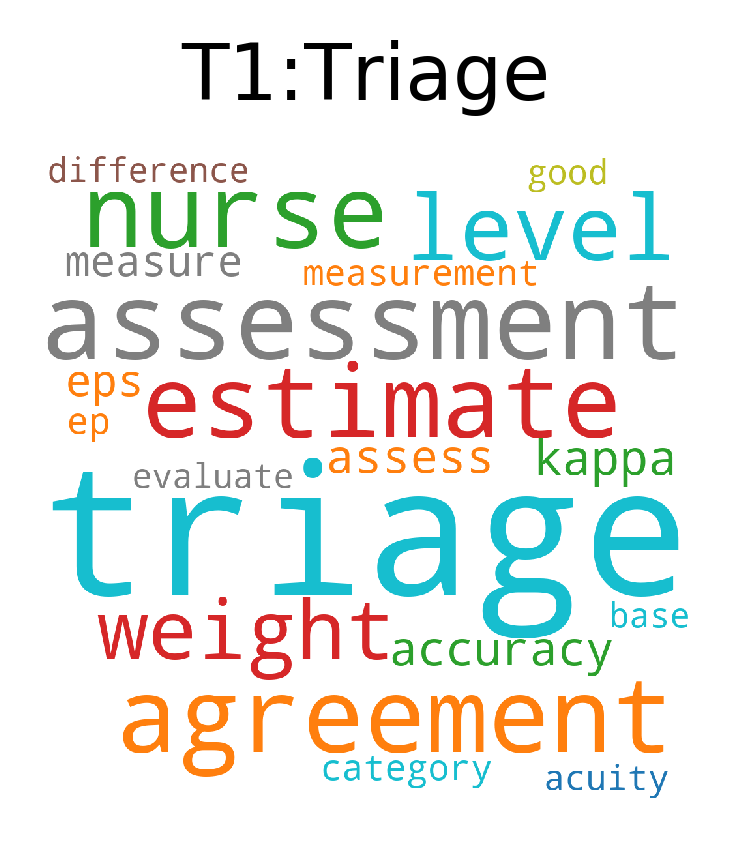 T1:Triage
difference good
nurse level
measure measurement
assessment
eps estimate
ep assess kappa
evaluate
triage
weight base
accuracy
agreement
category acuity